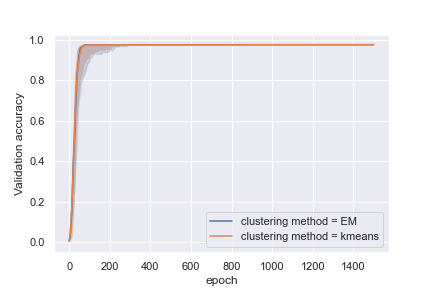 1.0
0.8
0.6
0.4
0.2
0.0
Validation accuracy
clustering method = EM
clustering method = kmeans
0 200 400 600 800 1000 1200 1400
epoch